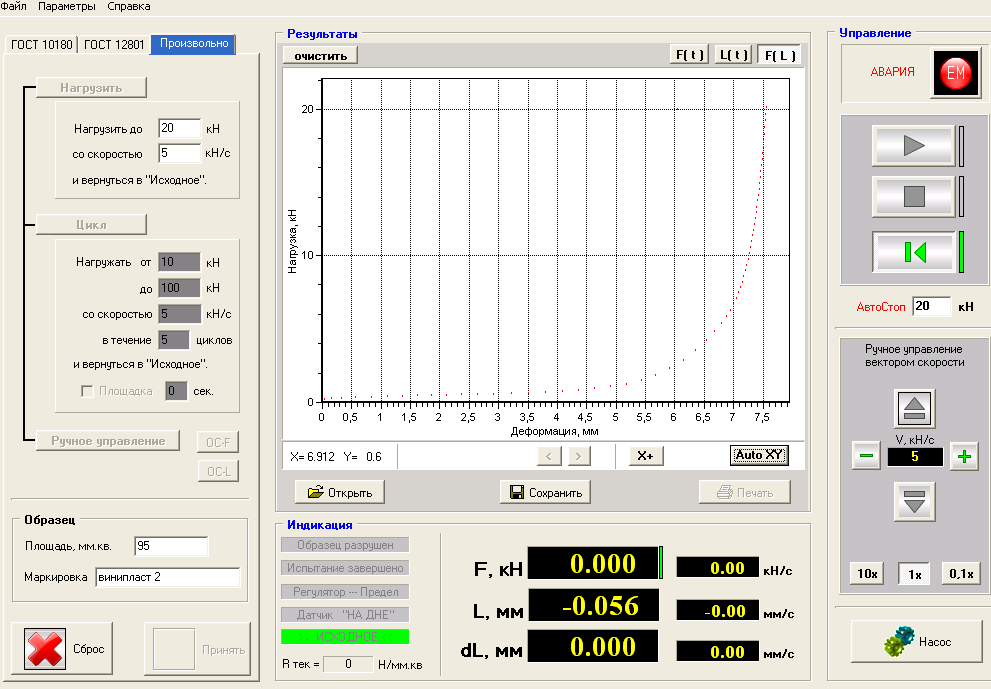 Файл Параметры Справка
ГОСТ 10180 ГОСТ 12801 Произвольно
Нагрузить
Нагрузить до 20 кН
со скоростью 5 кН/с
и вернуться в "Исходное".
Цикл
Нагружать от 10 кН
до 100 кН
со скоростью 5 кН/с
в течение 5 циклов
и вернуться в "Исходное".
Площадка 0 сек.
Ручное управление
ОС-F
ОС-L
Образец
Площадь, мм.кв. 95
Маркировка винипласт 2
Сброс
Принять
Результаты
очистить
F( t ) L( t ) F( L )
Нагрузка, кН
20
10
0
0 0,5 1 1,5 2 2,5 3 3,5 4 4,5 5 5,5 6 6,5 7 7,5
Деформация, мм
X= 6.912 Y= 0.6
< >
X+
Auto XY
Открыть
Сохранить
Печать
Индикация
Образец разрушен
Испытание завершено
Регулятор --- Предел
Датчик "НА ДНЕ"
>> ИСХОДНОЕ <<
R тек = 0 Н/мм.кв
F, кН 0.000 0.00 кН/с
L, мм -0.056 -0.00 мм/с
dL, мм 0.000 0.00 мм/с
Управление
АВАРИЯ EM
АвтоСтоп 20 кН
Ручное управление
вектором скорости
V, кН/с
− 5 +
10x 1x 0,1x
Насос